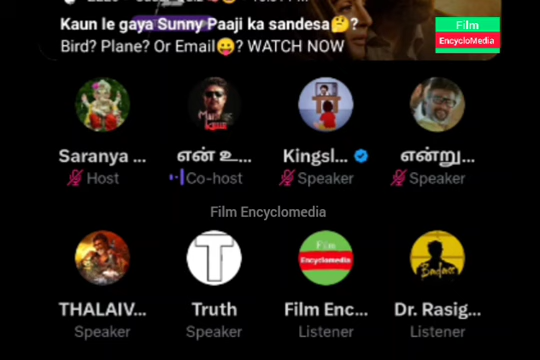 Kaun le gaya Sunny Paaji ka sandesa🤔?
Bird? Plane? Or Email😛? WATCH NOW
Film
EncycloMedia
Saranya ...
என் உ...
Kingsl...
என்று...
Host
Co-host
Speaker
Speaker
Film Encyclomedia
T
Film
Encyclomedia
Badass
THALAIV...
Truth
Film Enc...
Dr. Rasig...
Speaker
Speaker
Listener
Listener